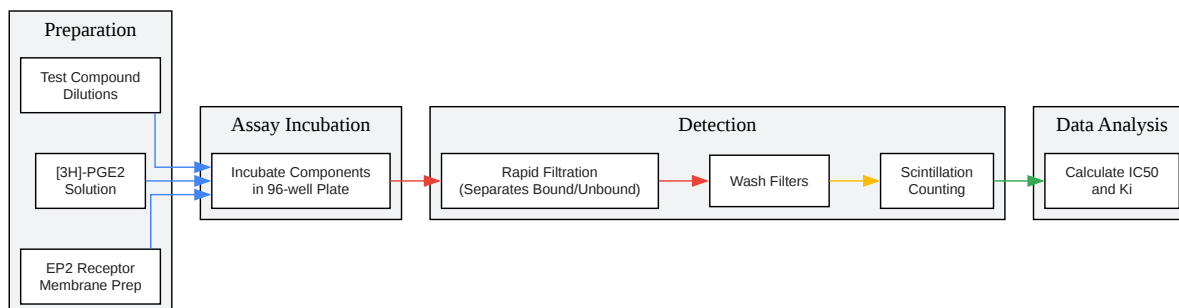 Preparation
Test Compound
Dilutions
[3H]-PGE2
Solution
EP2 Receptor
Membrane Prep
Assay Incubation
Incubate Components
in 96-well Plate
Detection
Rapid Filtration
(Separates Bound/Unbound)
Wash Filters
Scintillation
Counting
Data Analysis
Calculate IC50
and Ki